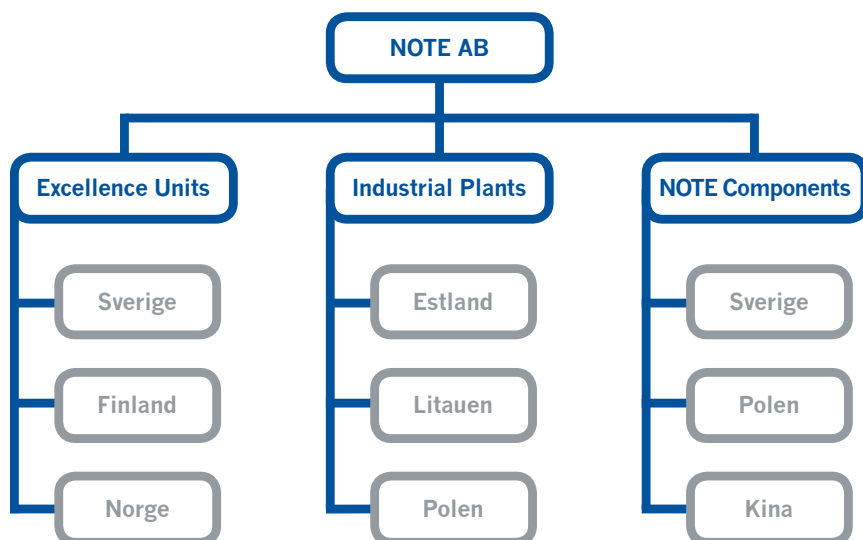 NOTE AB
Excellence Units
Industrial Plants
NOTE Components
Sverige
Estland
Sverige
Finland
Litauen
Polen
Norge
Polen
Kina